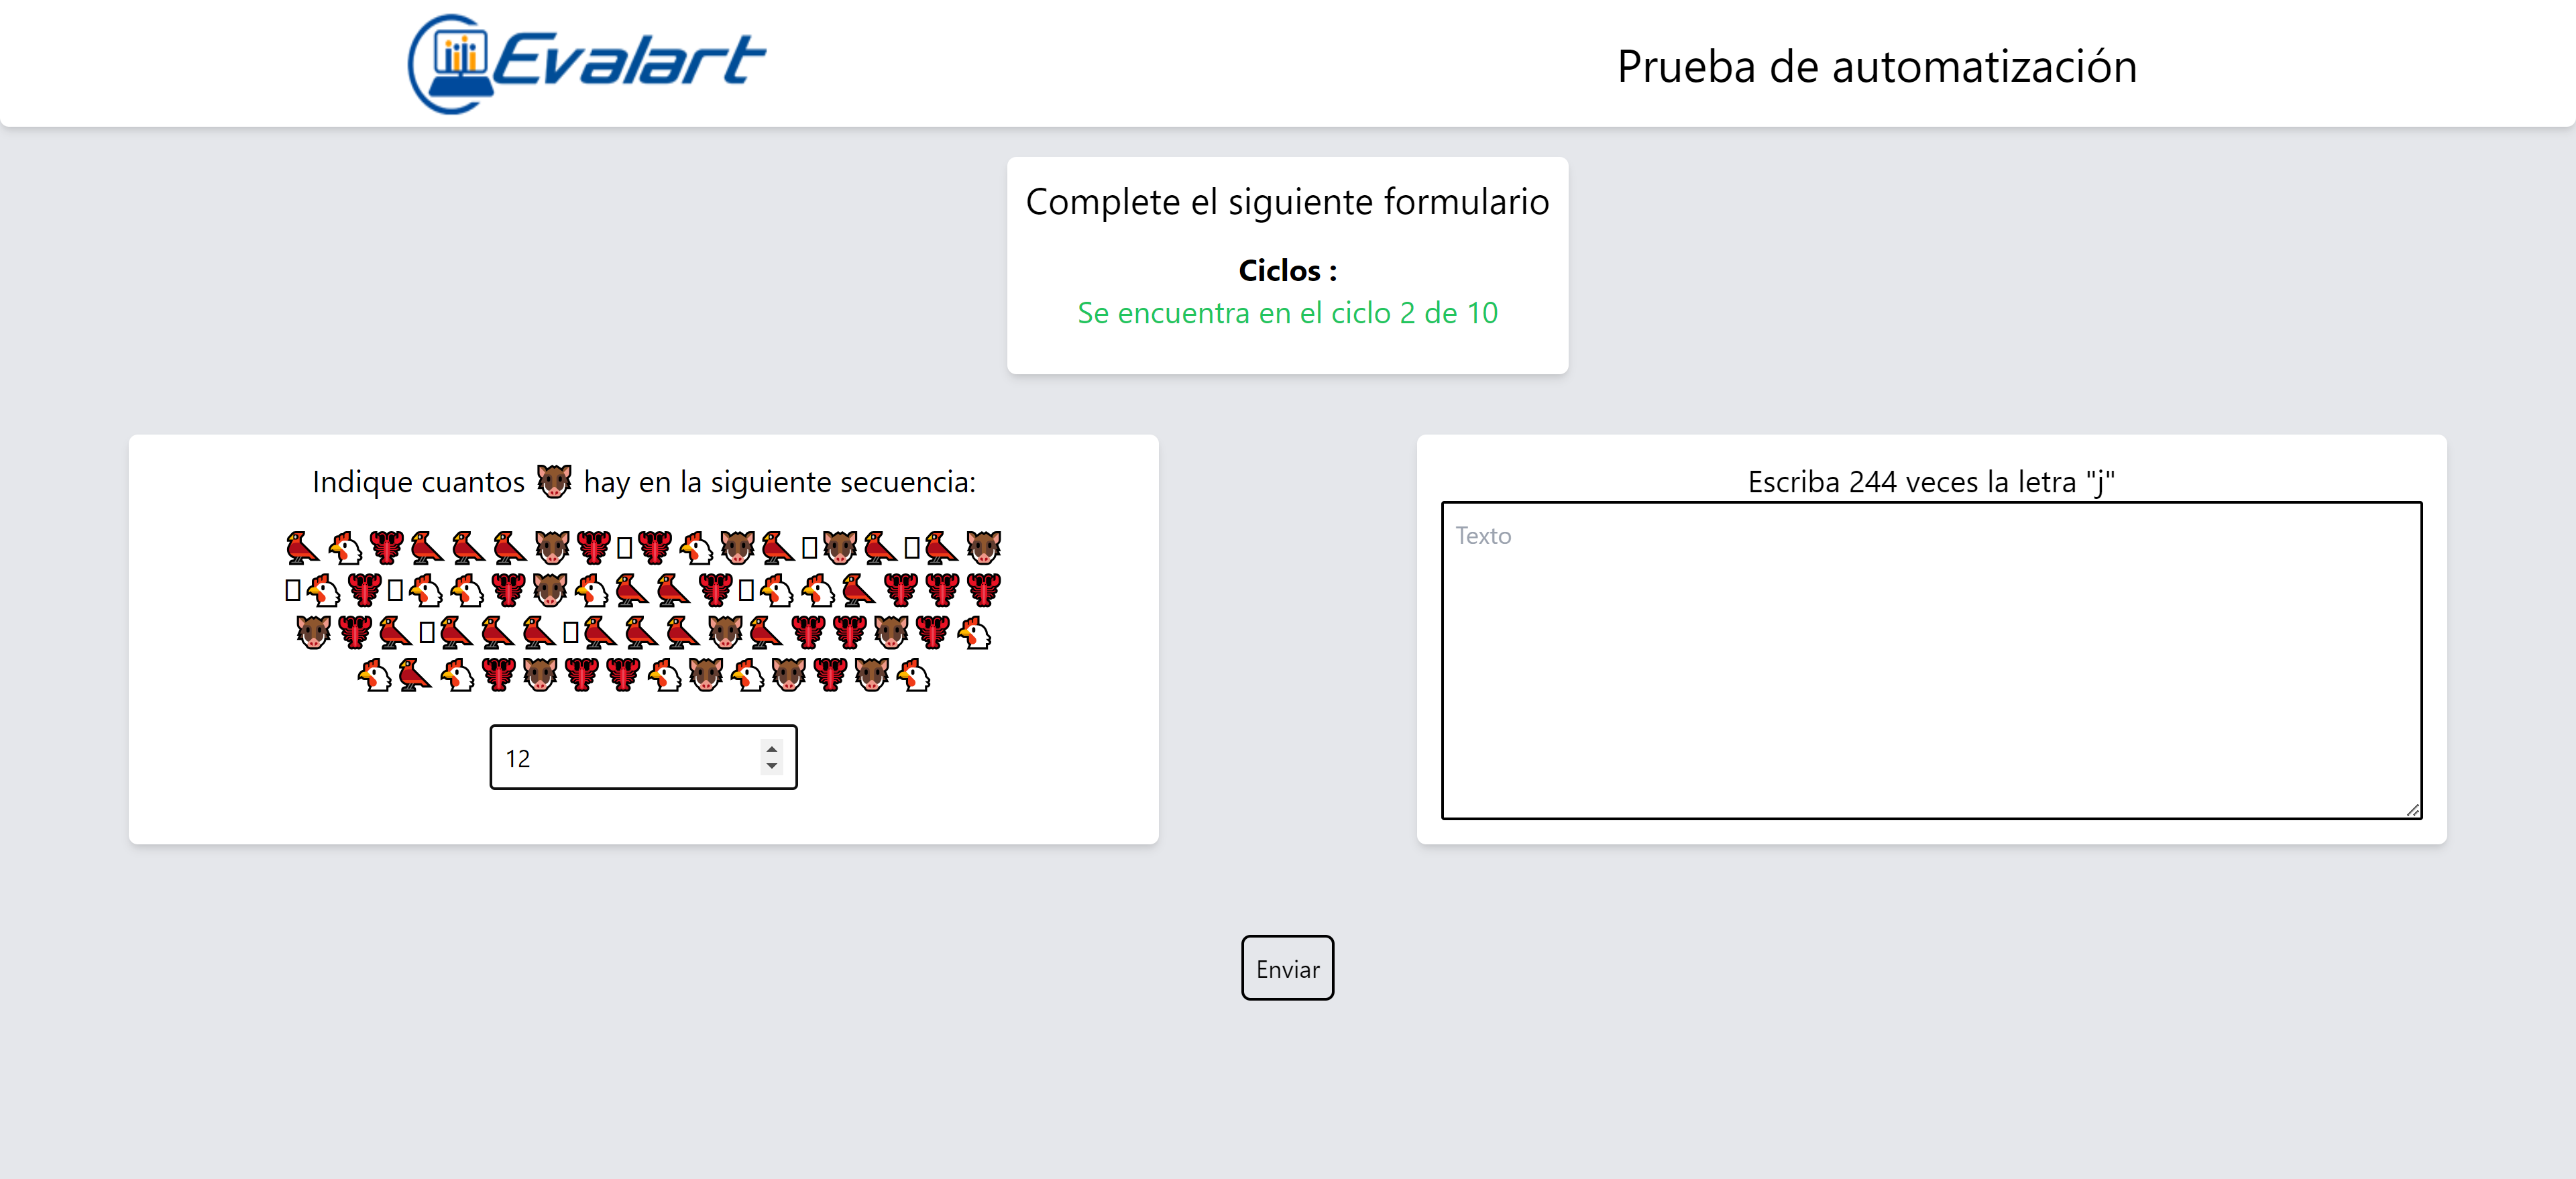 Evalart
Prueba de automatización
Complete el siguiente formulario
Ciclos :
Se encuentra en el ciclo 2 de 10
Indique cuantos 🐗 hay en la siguiente secuencia:
12
Escriba 244 veces la letra "j"
Texto
Enviar